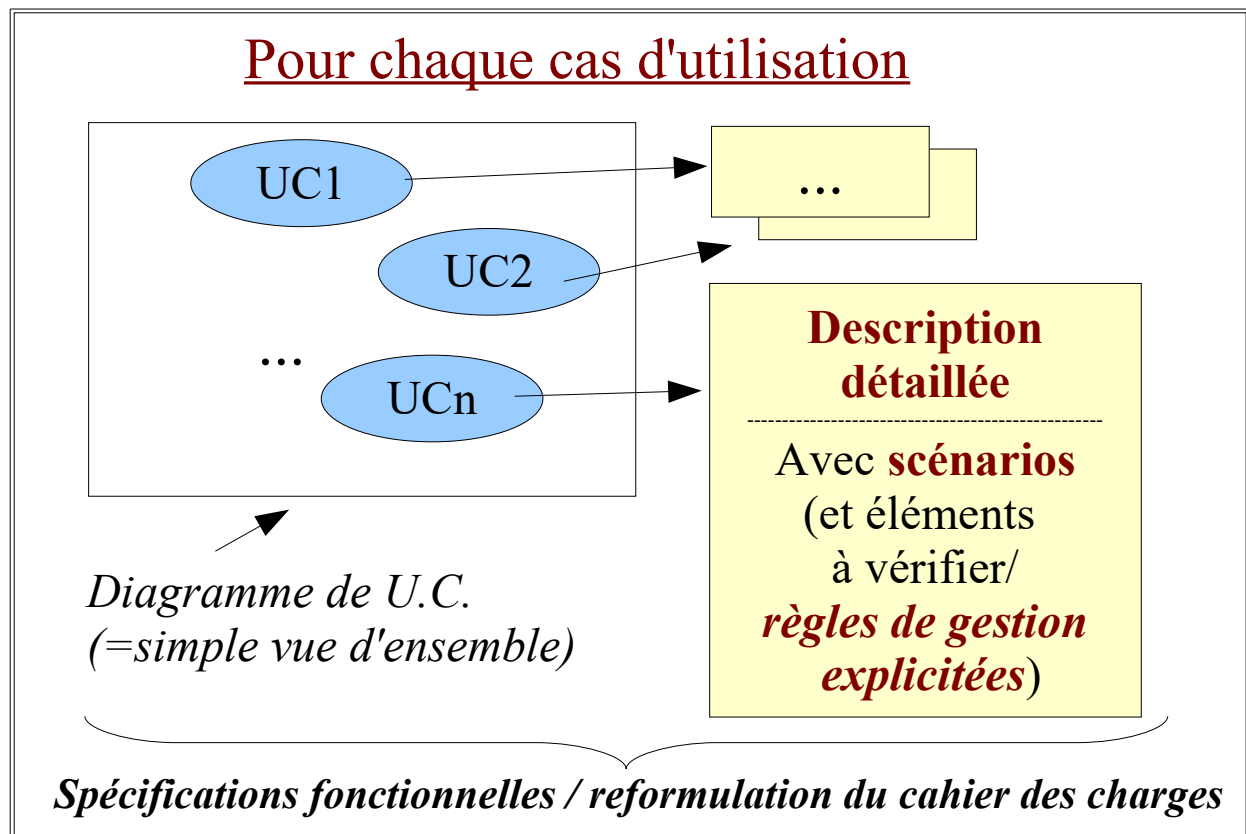 Pour chaque cas d'utilisation
UC1
...
UC2
...
UCn
Description
détaillée
----------------------------------------------------
Avec scénarios
(et éléments
à vérifier/
règles de gestion
explicitées)
Diagramme de U.C.
(=simple vue d'ensemble)
Spécifications fonctionnelles / reformulation du cahier des charges